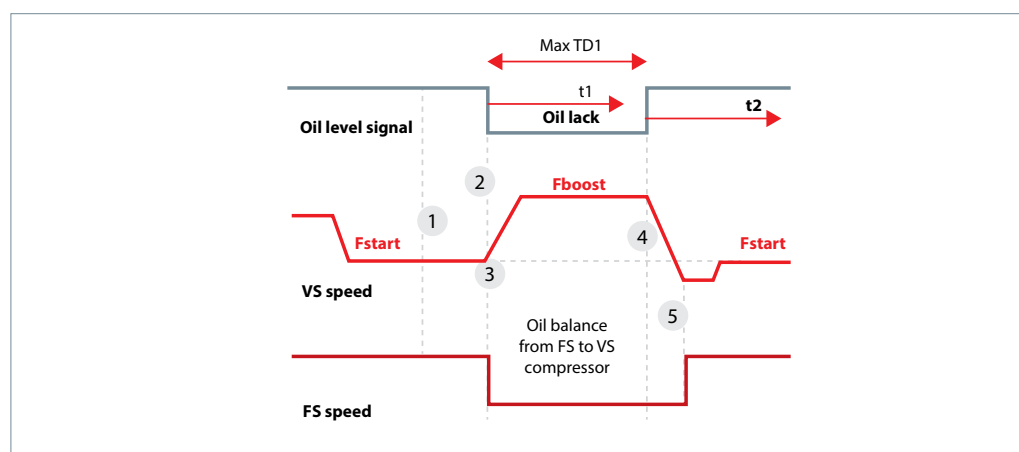 Max TD1
t1
Oil lack
t2
Oil level signal
2
Fboost
1
Fstart
4
Fstart
3
VS speed
5
Oil balance
from FS to VS
compressor
FS speed